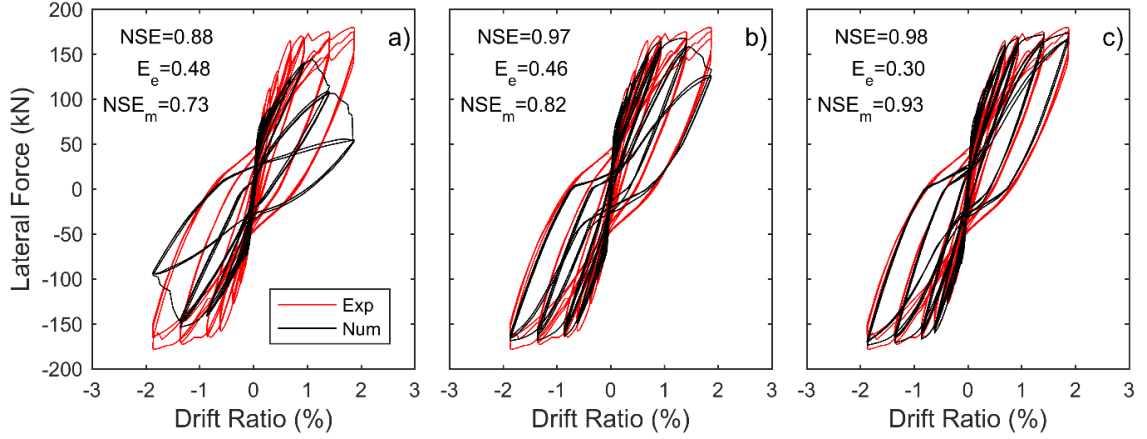 Lateral Force (kN)
200
150
100
50
0
-50
-100
-150
-200
NSE=0.88
E_e=0.48
NSE_m=0.73
a)
Exp
Num
-3 -2 -1 0 1 2 3
Drift Ratio (%)
NSE=0.97
E_e=0.46
NSE_m=0.82
b)
-3 -2 -1 0 1 2 3
Drift Ratio (%)
NSE=0.98
E_e=0.30
NSE_m=0.93
c)
-3 -2 -1 0 1 2 3
Drift Ratio (%)